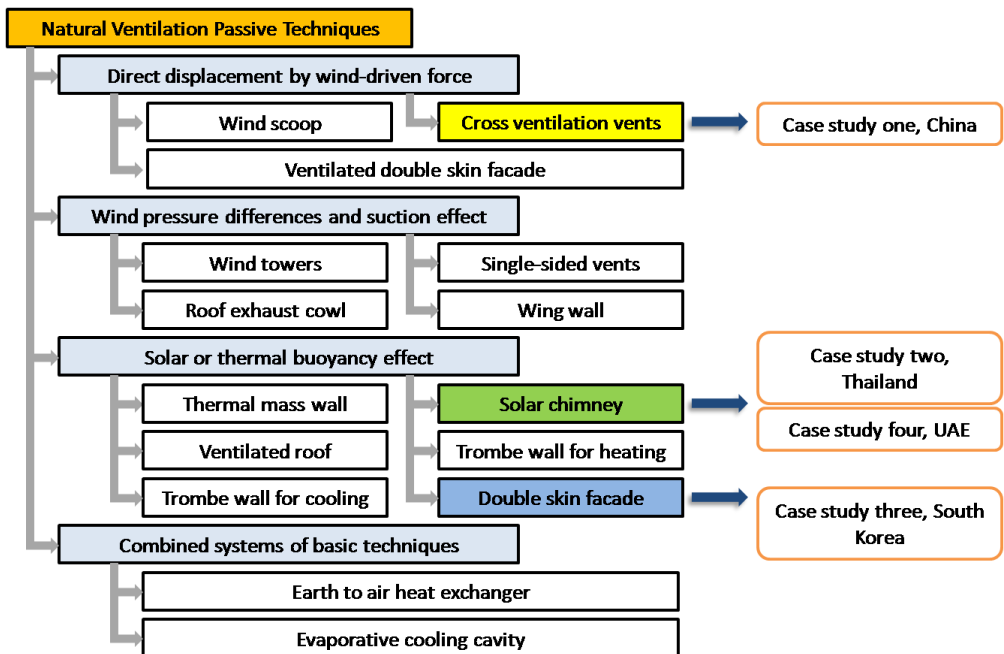 Natural Ventilation Passive Techniques
Direct displacement by wind-driven force
Wind scoop
Cross ventilation vents
Case study one, China
Ventilated double skin facade
Wind pressure differences and suction effect
Wind towers
Single-sided vents
Roof exhaust cowl
Wing wall
Solar or thermal buoyancy effect
Case study two,
Thailand
Thermal mass wall
Solar chimney
Case study four, UAE
Ventilated roof
Trombe wall for heating
Trombe wall for cooling
Double skin facade
Case study three, South
Korea
Combined systems of basic techniques
Earth to air heat exchanger
Evaporative cooling cavity